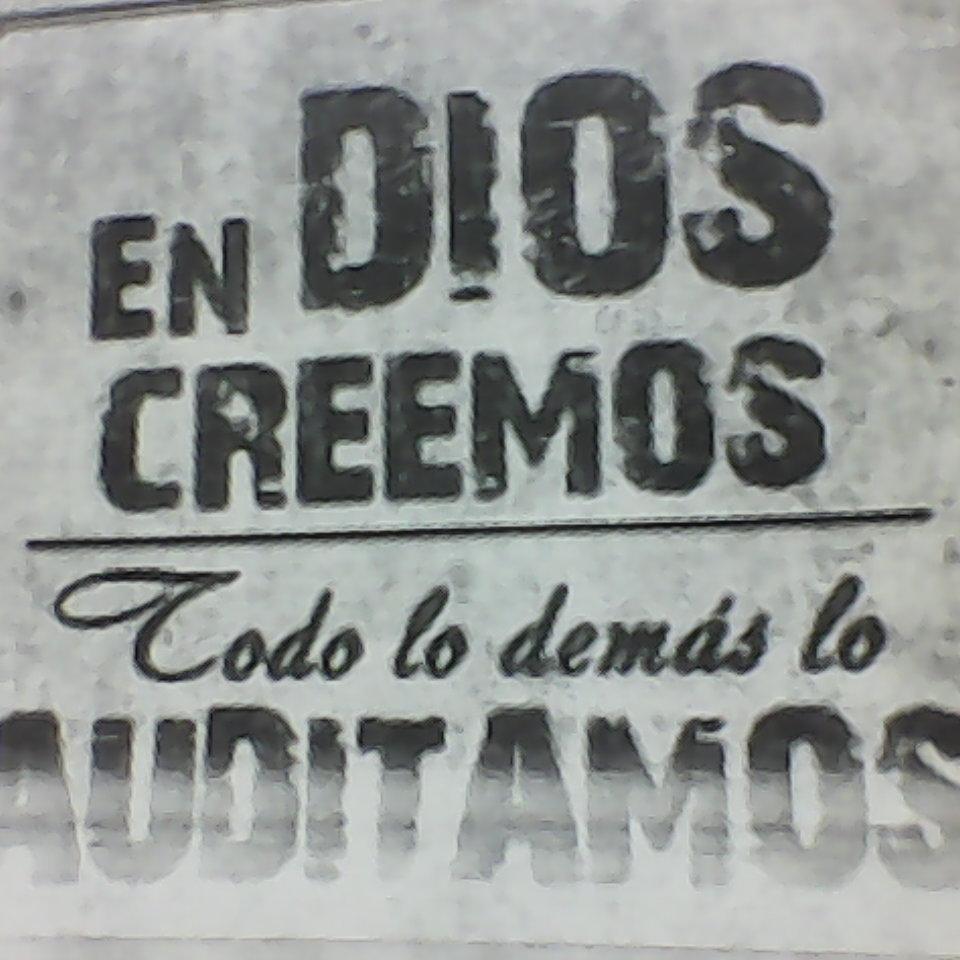 EN DIOS
CREEMOS
Todo lo demás lo
AUDITAMOS